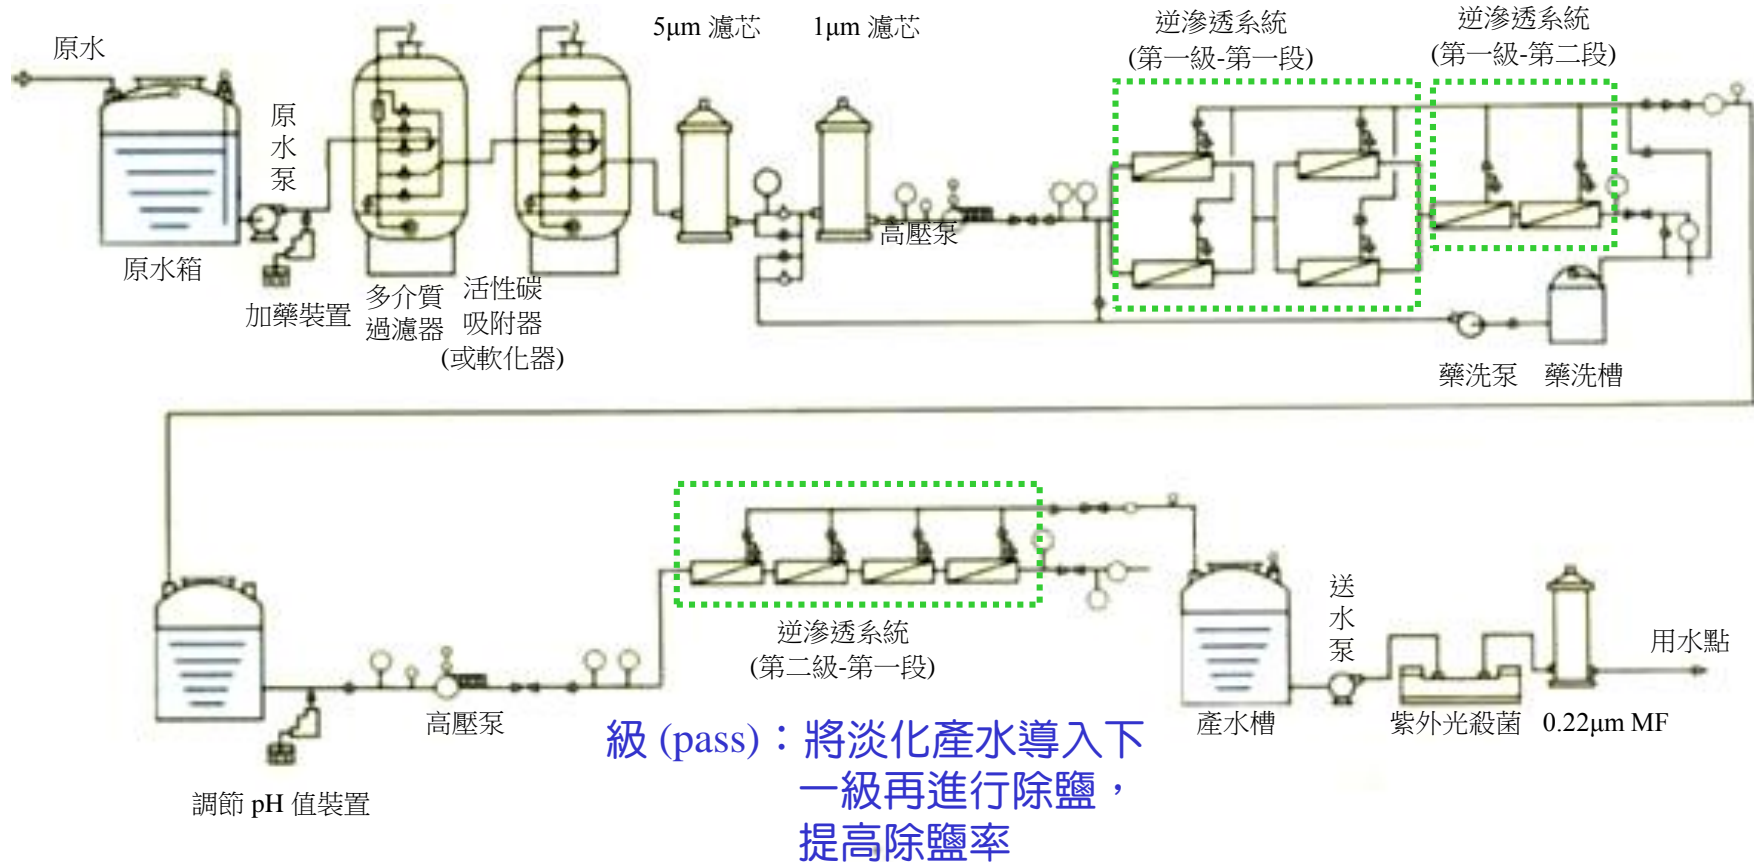 原水
5μm 濾芯
1μm 濾芯
逆滲透系統
(第一級-第一段)
逆滲透系統
(第一級-第二段)
原水泵
原水箱
加藥裝置
多介質
過濾器
活性碳
吸附器
(或軟化器)
高壓泵
藥洗泵
藥洗槽
逆滲透系統
(第二級-第一段)
高壓泵
調節 pH 值裝置
產水槽
送水泵
紫外光殺菌
0.22μm MF
用水點
級 (pass)：將淡化產水導入下
一級再進行除鹽，
提高除鹽率